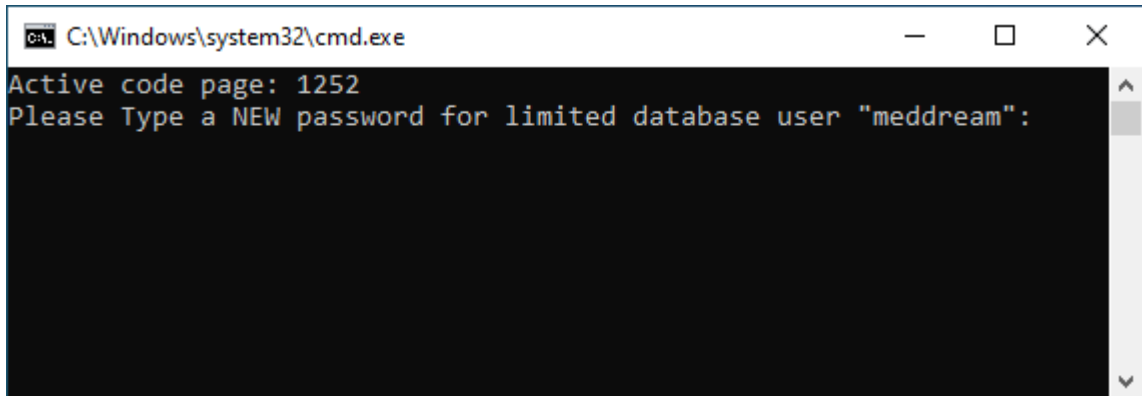 C:\Windows\system32\cmd.exe
Active code page: 1252
Please Type a NEW password for limited database user "meddream":